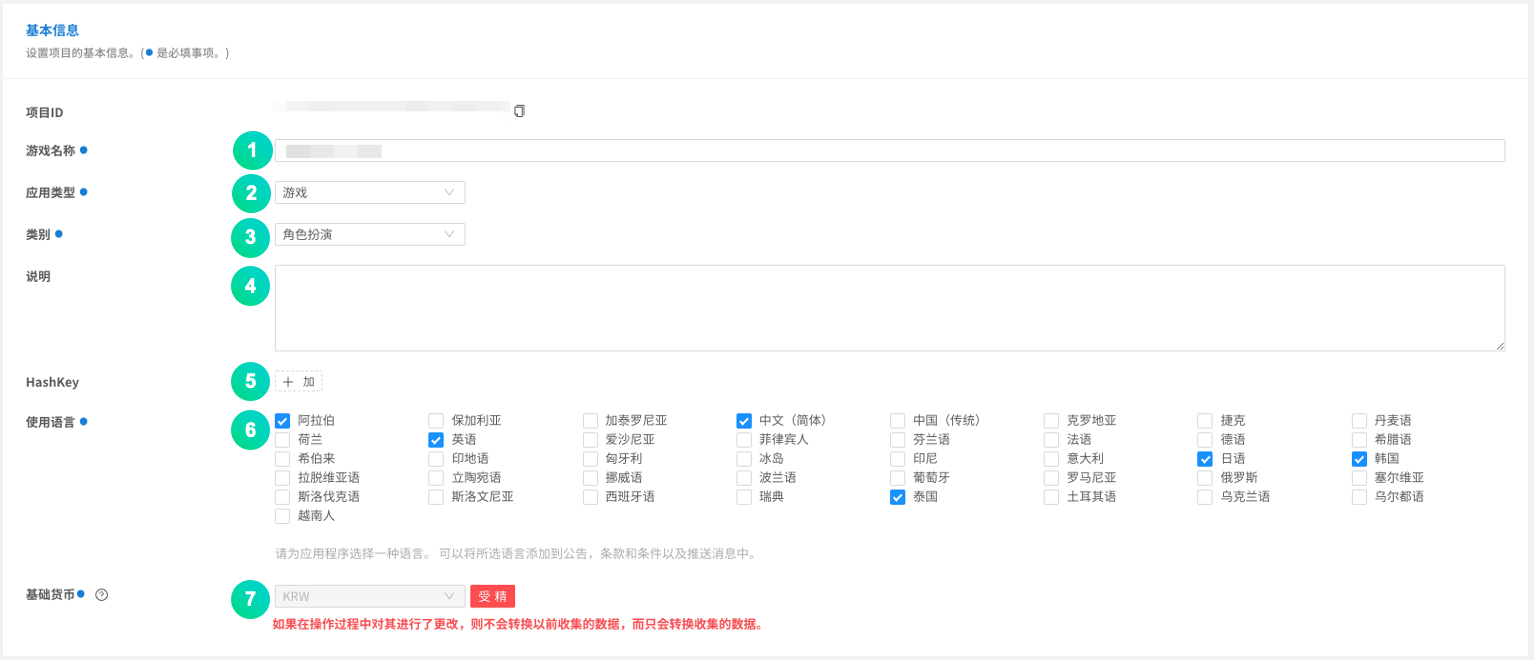 基本信息
设置项目的基本信息。(● 是必填事项。)
项目ID
游戏名称 ● 1
应用类型 ● 2 游戏
类别 ● 3 角色扮演
说明 4
HashKey 5 + 加
使用语言 ● 6 阿拉伯 保加利亚 加泰罗尼亚 中文（简体） 中国（传统） 克罗地亚 捷克 丹麦语
荷兰 英语 爱沙尼亚 菲律宾人 芬兰语 法语 德语 希腊语
希伯来 印地语 匈牙利 冰岛 印尼 意大利 日语 韩国
拉脱维亚语 立陶宛语 挪威语 波兰语 葡萄牙 罗马尼亚 俄罗斯 塞尔维亚
斯洛伐克语 斯洛文尼亚 西班牙语 瑞典 泰国 土耳其语 乌克兰语 乌尔都语
越南人
请为应用程序选择一种语言。 可以将所选语言添加到公告，条款和条件以及推送消息中。
基础货币 ● ? 7 KRW 受 精
如果在操作过程中对其进行了更改，则不会转换以前收集的数据，而只会转换收集的数据。